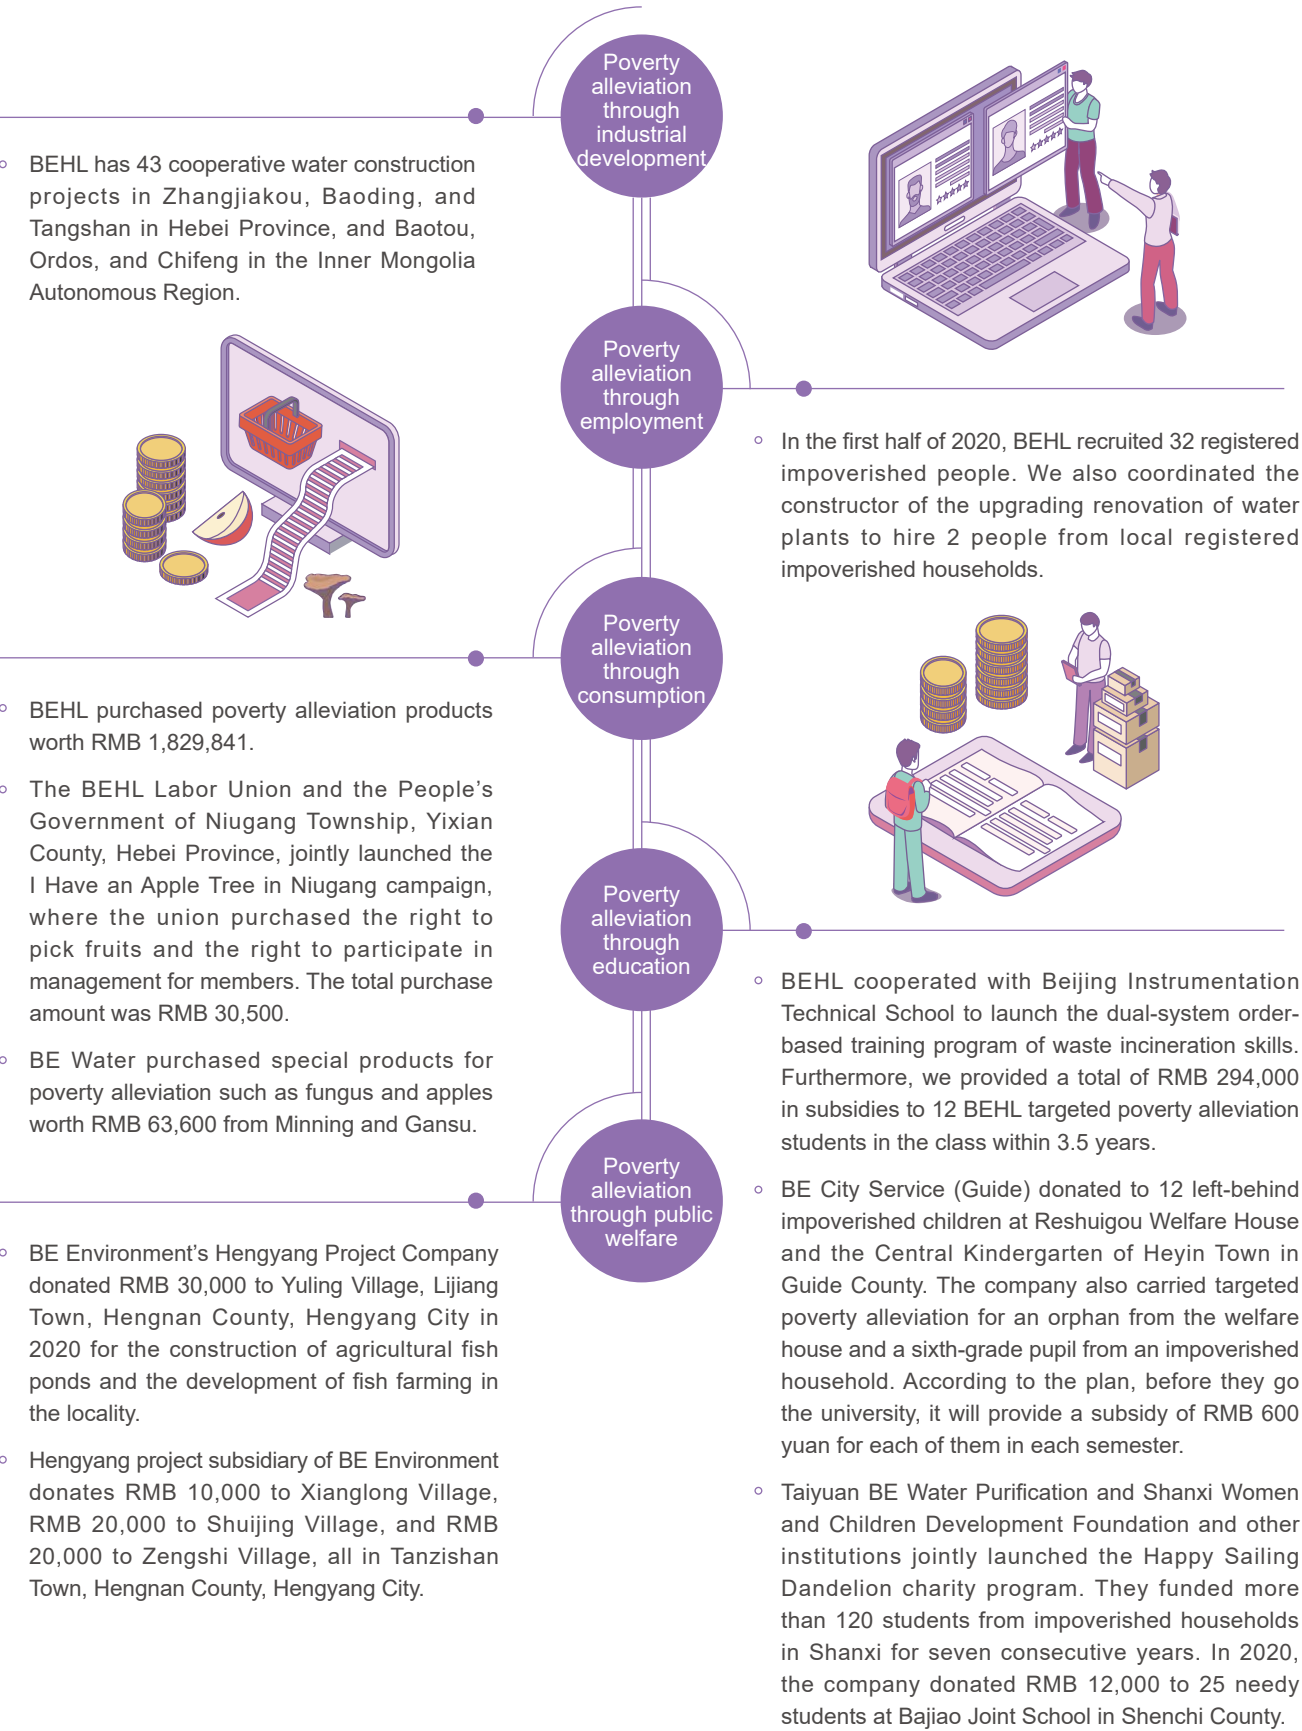 Poverty
alleviation
through
industrial
development
BEHL has 43 cooperative water construction
projects in Zhangjiakou, Baoding, and
Tangshan in Hebei Province, and Baotou,
Ordos, and Chifeng in the Inner Mongolia
Autonomous Region.
Poverty
alleviation
through
employment
In the first half of 2020, BEHL recruited 32 registered
impoverished people. We also coordinated the
constructor of the upgrading renovation of water
plants to hire 2 people from local registered
impoverished households.
Poverty
alleviation
through
consumption
BEHL purchased poverty alleviation products
worth RMB 1,829,841.
The BEHL Labor Union and the People's
Government of Niugang Township, Yixian
County, Hebei Province, jointly launched the
I Have an Apple Tree in Niugang campaign,
where the union purchased the right to
pick fruits and the right to participate in
management for members. The total purchase
amount was RMB 30,500.
BE Water purchased special products for
poverty alleviation such as fungus and apples
worth RMB 63,600 from Minning and Gansu.
Poverty
alleviation
through
education
BEHL cooperated with Beijing Instrumentation
Technical School to launch the dual-system order-
based training program of waste incineration skills.
Furthermore, we provided a total of RMB 294,000
in subsidies to 12 BEHL targeted poverty alleviation
students in the class within 3.5 years.
BE City Service (Guide) donated to 12 left-behind
impoverished children at Reshuigou Welfare House
and the Central Kindergarten of Heyin Town in
Guide County. The company also carried targeted
poverty alleviation for an orphan from the welfare
house and a sixth-grade pupil from an impoverished
household. According to the plan, before they go
the university, it will provide a subsidy of RMB 600
yuan for each of them in each semester.
Taiyuan BE Water Purification and Shanxi Women
and Children Development Foundation and other
institutions jointly launched the Happy Sailing
Dandelion charity program. They funded more
than 120 students from impoverished households
in Shanxi for seven consecutive years. In 2020,
the company donated RMB 12,000 to 25 needy
students at Bajiao Joint School in Shenchi County.
Poverty
alleviation
through public
welfare
BE Environment's Hengyang Project Company
donated RMB 30,000 to Yuling Village, Lijiang
Town, Hengnan County, Hengyang City in
2020 for the construction of agricultural fish
ponds and the development of fish farming in
the locality.
Hengyang project subsidiary of BE Environment
donates RMB 10,000 to Xianglong Village,
RMB 20,000 to Shuijing Village, and RMB
20,000 to Zengshi Village, all in Tanzishan
Town, Hengnan County, Hengyang City.